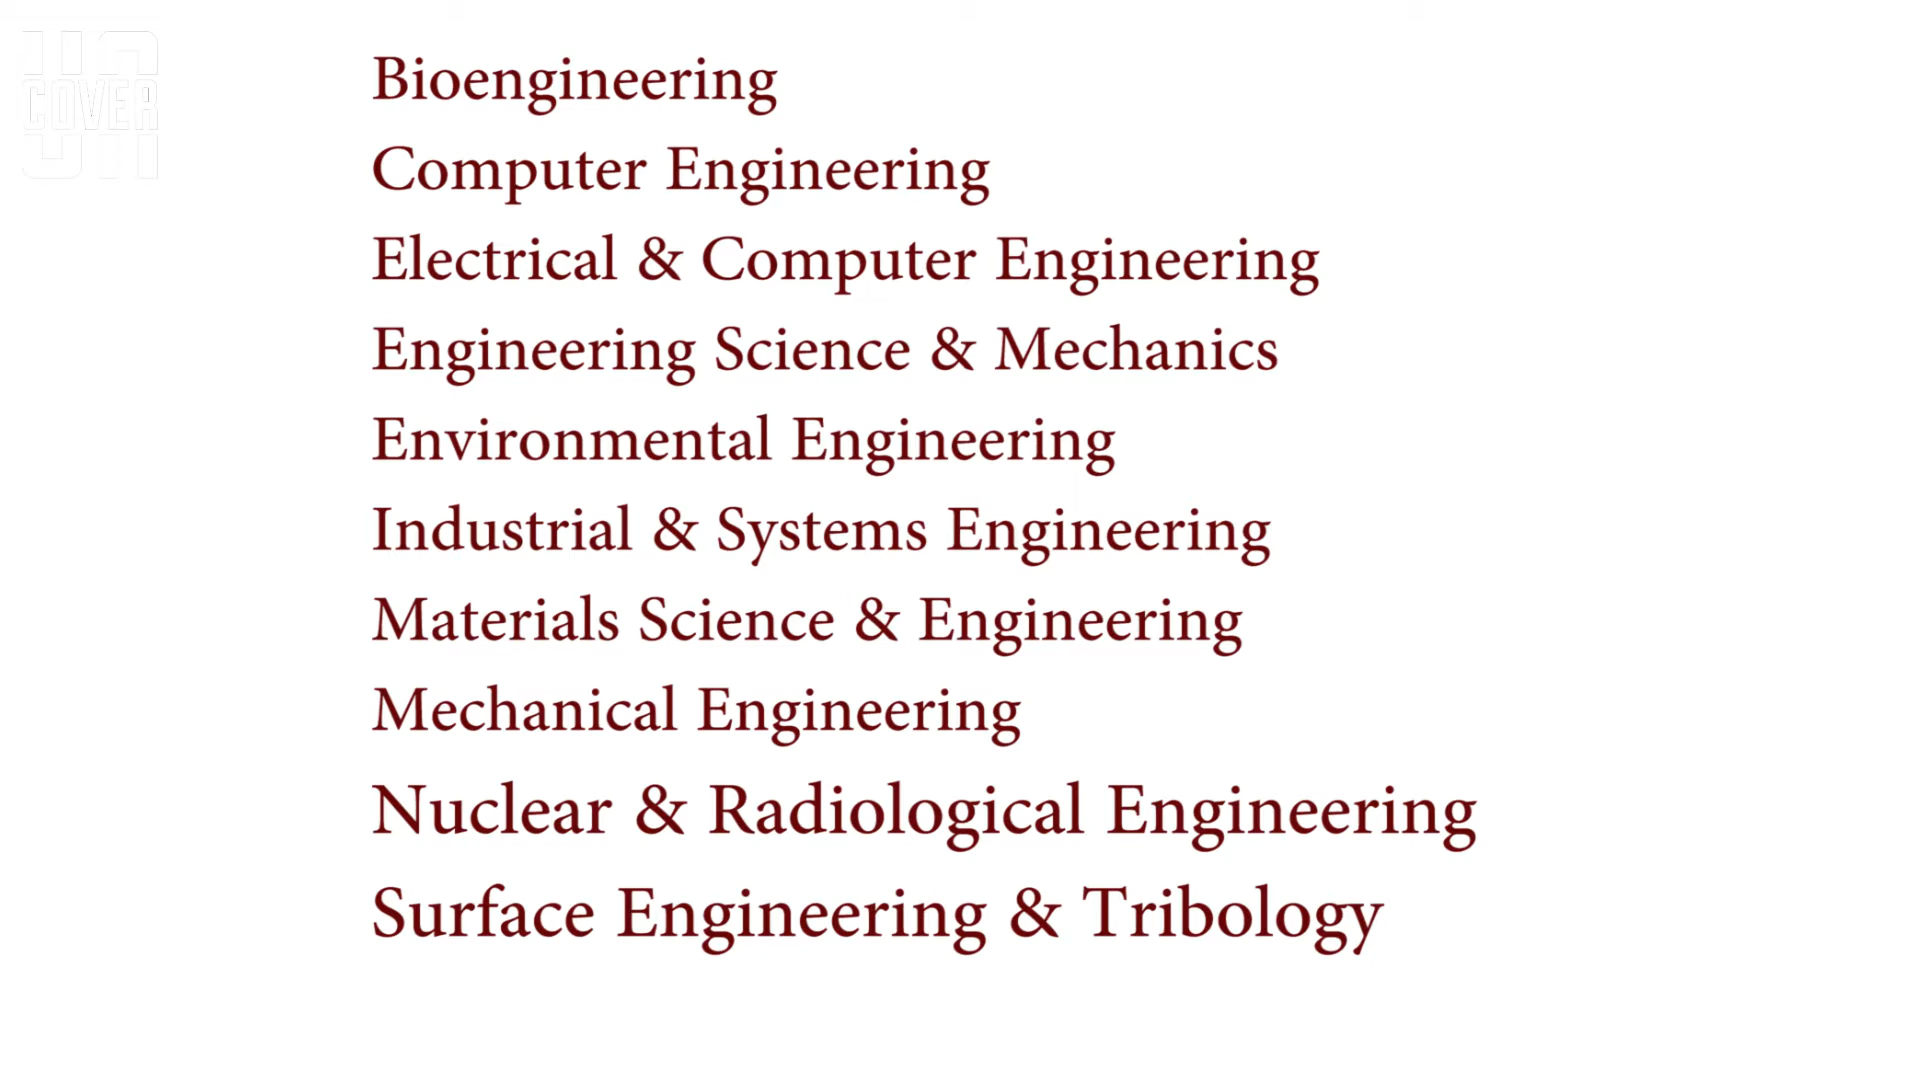 COVER
Bioengineering
Computer Engineering
Electrical & Computer Engineering
Engineering Science & Mechanics
Environmental Engineering
Industrial & Systems Engineering
Materials Science & Engineering
Mechanical Engineering
Nuclear & Radiological Engineering
Surface Engineering & Tribology